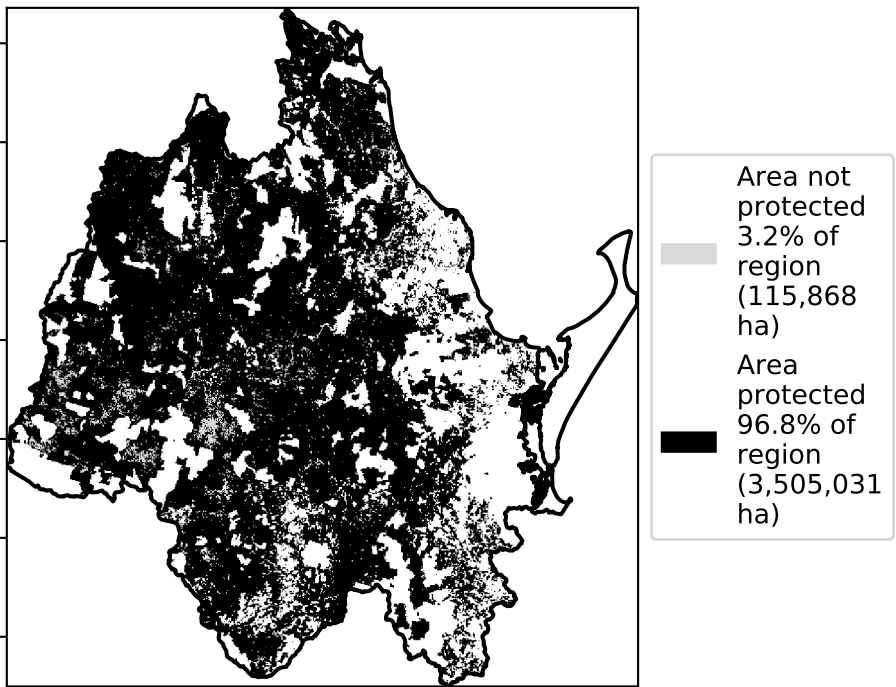 Area not
protected
3.2% of
region
(115,868
ha)
Area
protected
96.8% of
region
(3,505,031
ha)